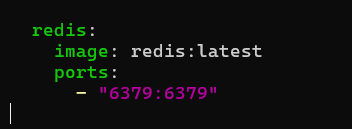 redis:
  image: redis:latest
  ports:
    - "6379:6379"